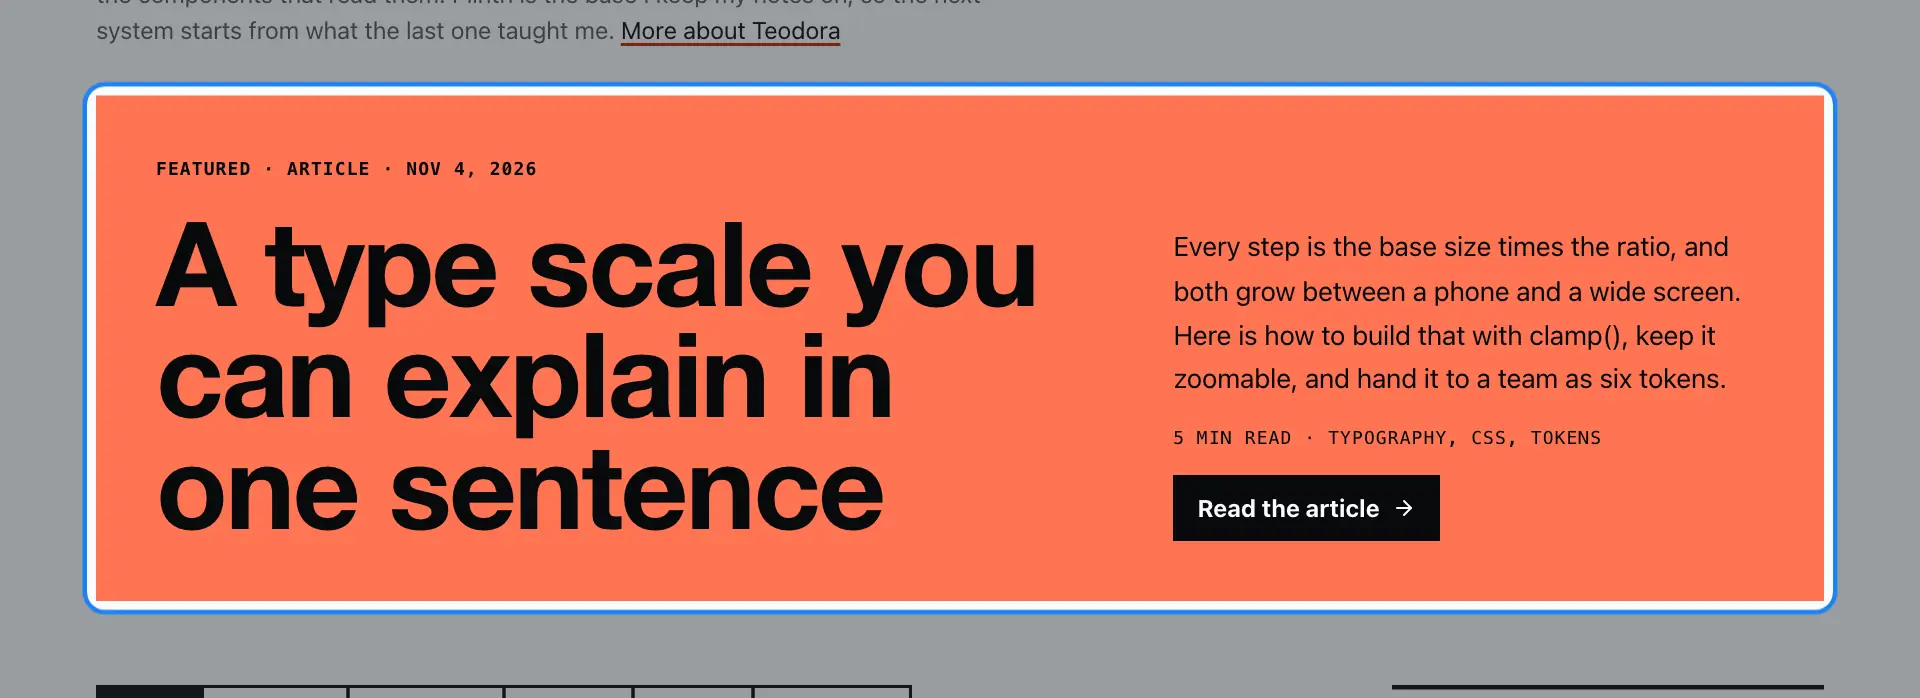 system starts from what the last one taught me. More about Teodora
FEATURED · ARTICLE · NOV 4, 2026
A type scale you
can explain in
one sentence
Every step is the base size times the ratio, and
both grow between a phone and a wide screen.
Here is how to build that with clamp(), keep it
zoomable, and hand it to a team as six tokens.
5 MIN READ · TYPOGRAPHY, CSS, TOKENS
Read the article →